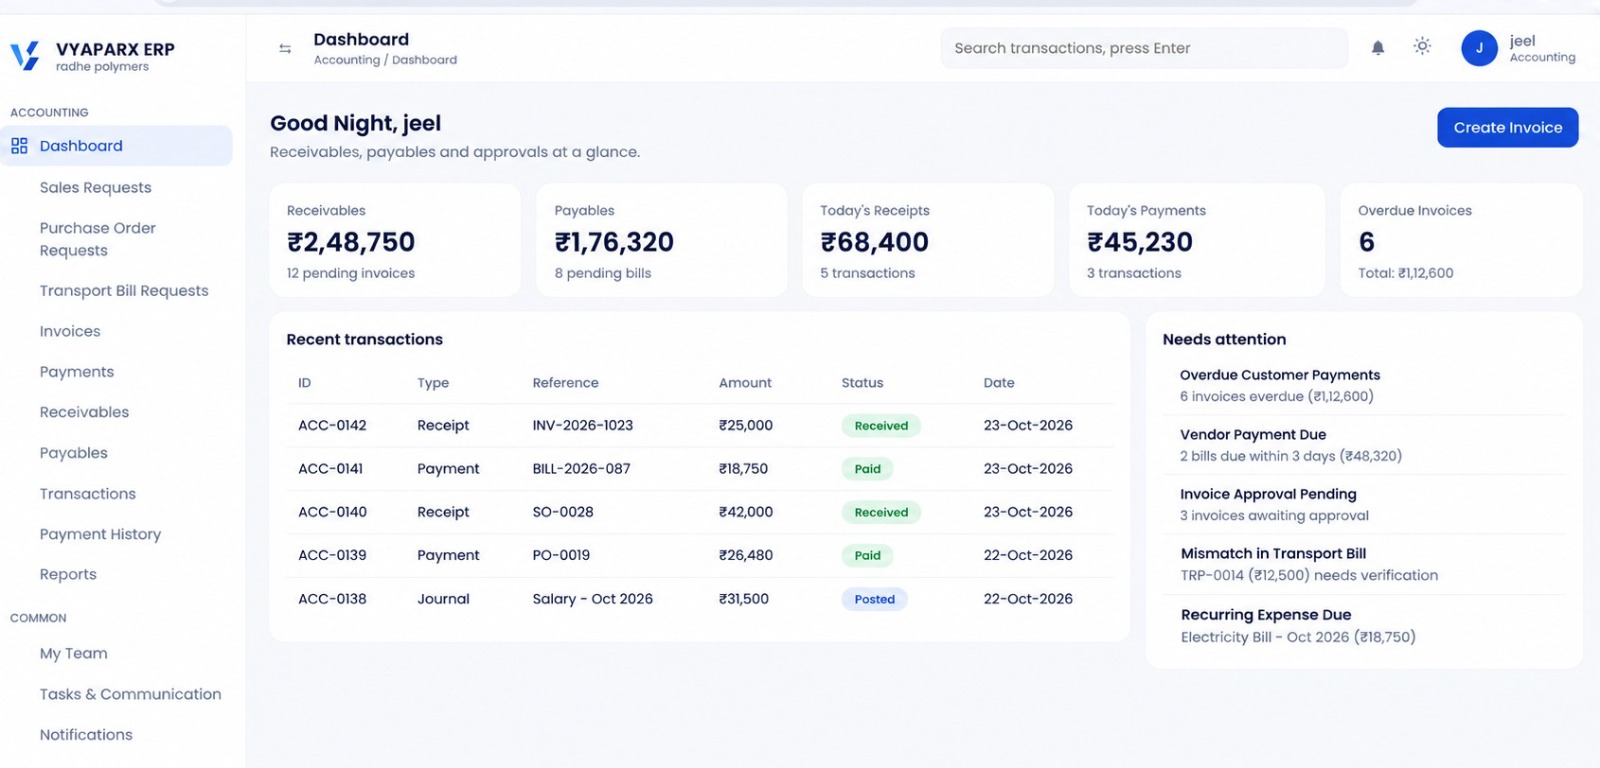 VYAPARX ERP
radhe polymers
ACCOUNTING
Dashboard
Sales Requests
Purchase Order
Requests
Transport Bill Requests
Invoices
Payments
Receivables
Payables
Transactions
Payment History
Reports
COMMON
My Team
Tasks & Communication
Notifications
Dashboard
Accounting / Dashboard
Search transactions, press Enter
J
jeel
Accounting
Good Night, jeel
Receivables, payables and approvals at a glance.
Create Invoice
Receivables
₹2,48,750
12 pending invoices
Payables
₹1,76,320
8 pending bills
Today's Receipts
₹68,400
5 transactions
Today's Payments
₹45,230
3 transactions
Overdue Invoices
6
Total: ₹1,12,600
Recent transactions
ID Type Reference Amount Status Date
ACC-0142 Receipt INV-2026-1023 ₹25,000 Received 23-Oct-2026
ACC-0141 Payment BILL-2026-087 ₹18,750 Paid 23-Oct-2026
ACC-0140 Receipt SO-0028 ₹42,000 Received 23-Oct-2026
ACC-0139 Payment PO-0019 ₹26,480 Paid 22-Oct-2026
ACC-0138 Journal Salary - Oct 2026 ₹31,500 Posted 22-Oct-2026
Needs attention
Overdue Customer Payments
6 invoices everdue (₹1,12,600)
Vendor Payment Due
2 bills due within 3 days (₹48,320)
Invoice Approval Pending
3 invoices awaiting approval
Mismatch in Transport Bill
TRP-0014 (₹12,500) needs verification
Recurring Expense Due
Electricity Bill - Oct 2026 (₹18,750)